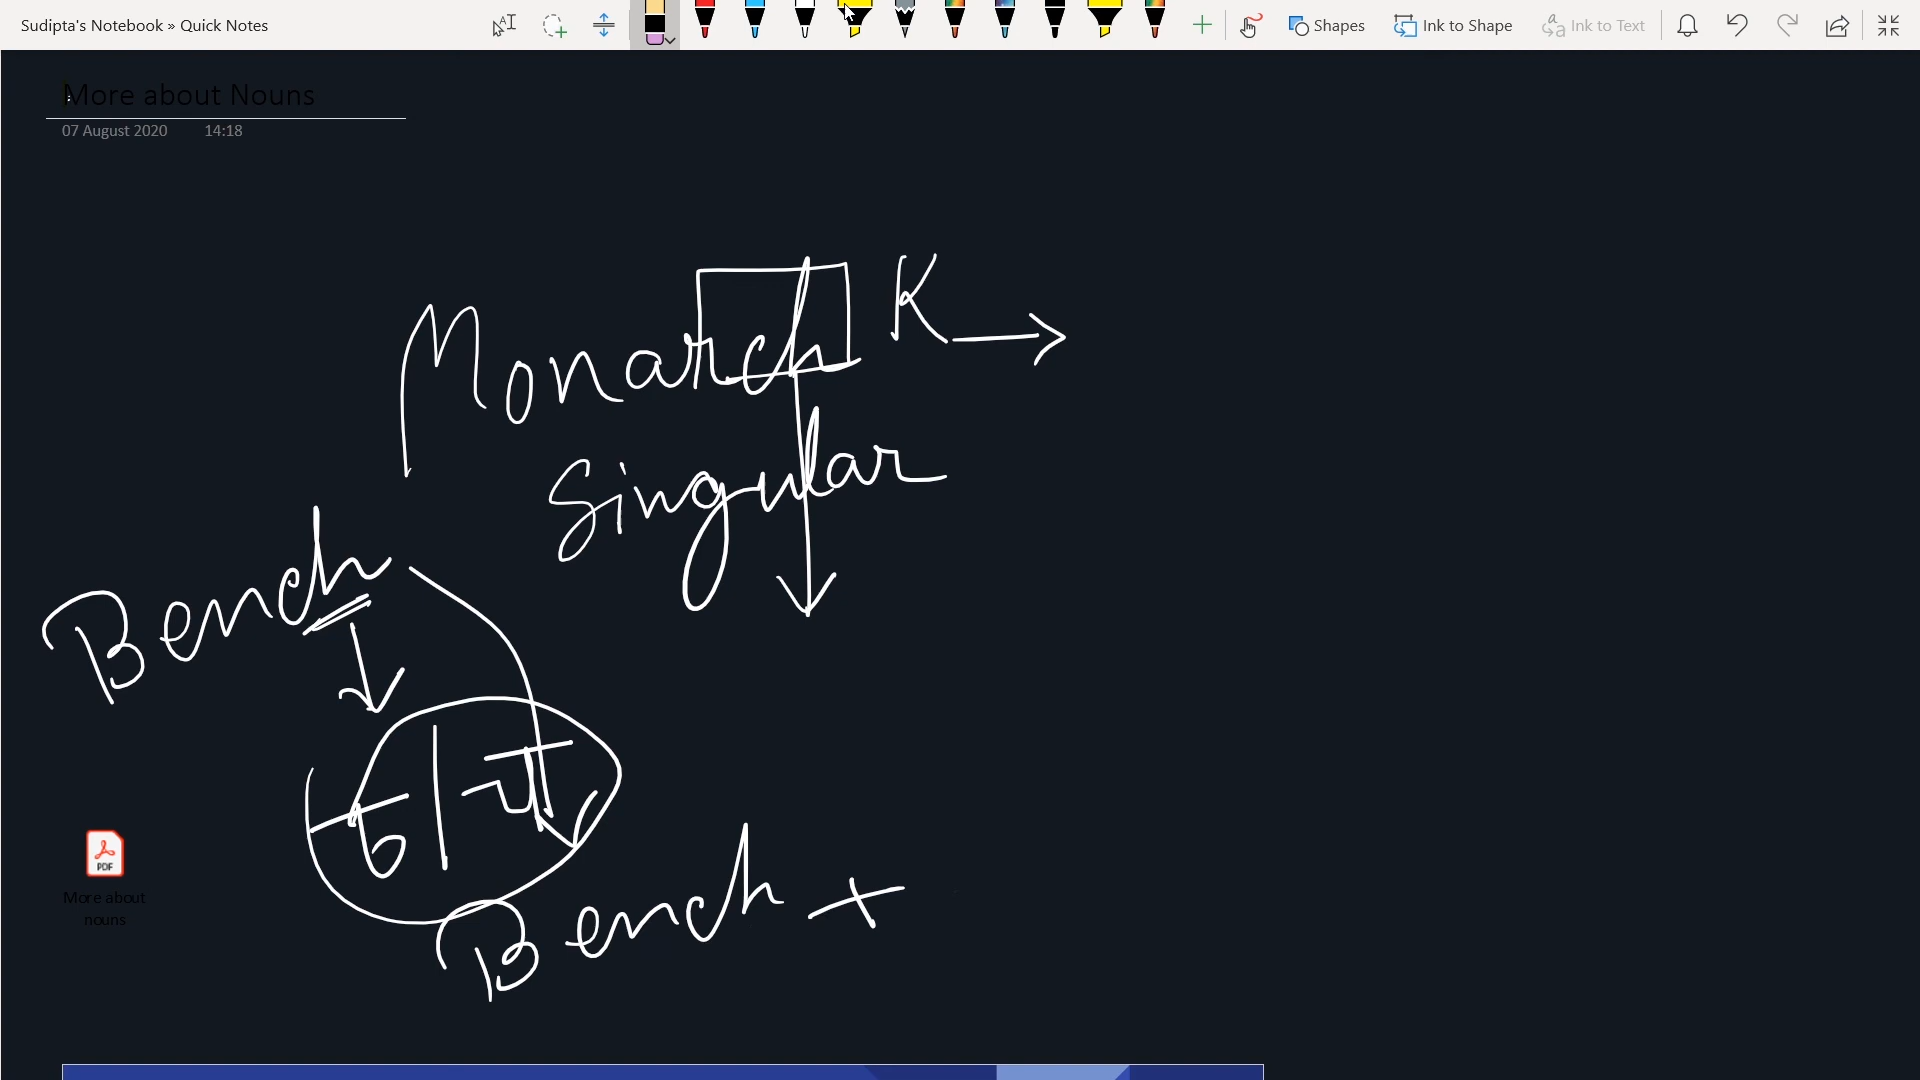 Sudipta's Notebook » Quick Notes
Shapes
Ink to Shape
Ink to Text
More about Nouns
07 August 2020 14:18
Monarch K →
Singular
Bench
Bench +
PDF
More about
nouns